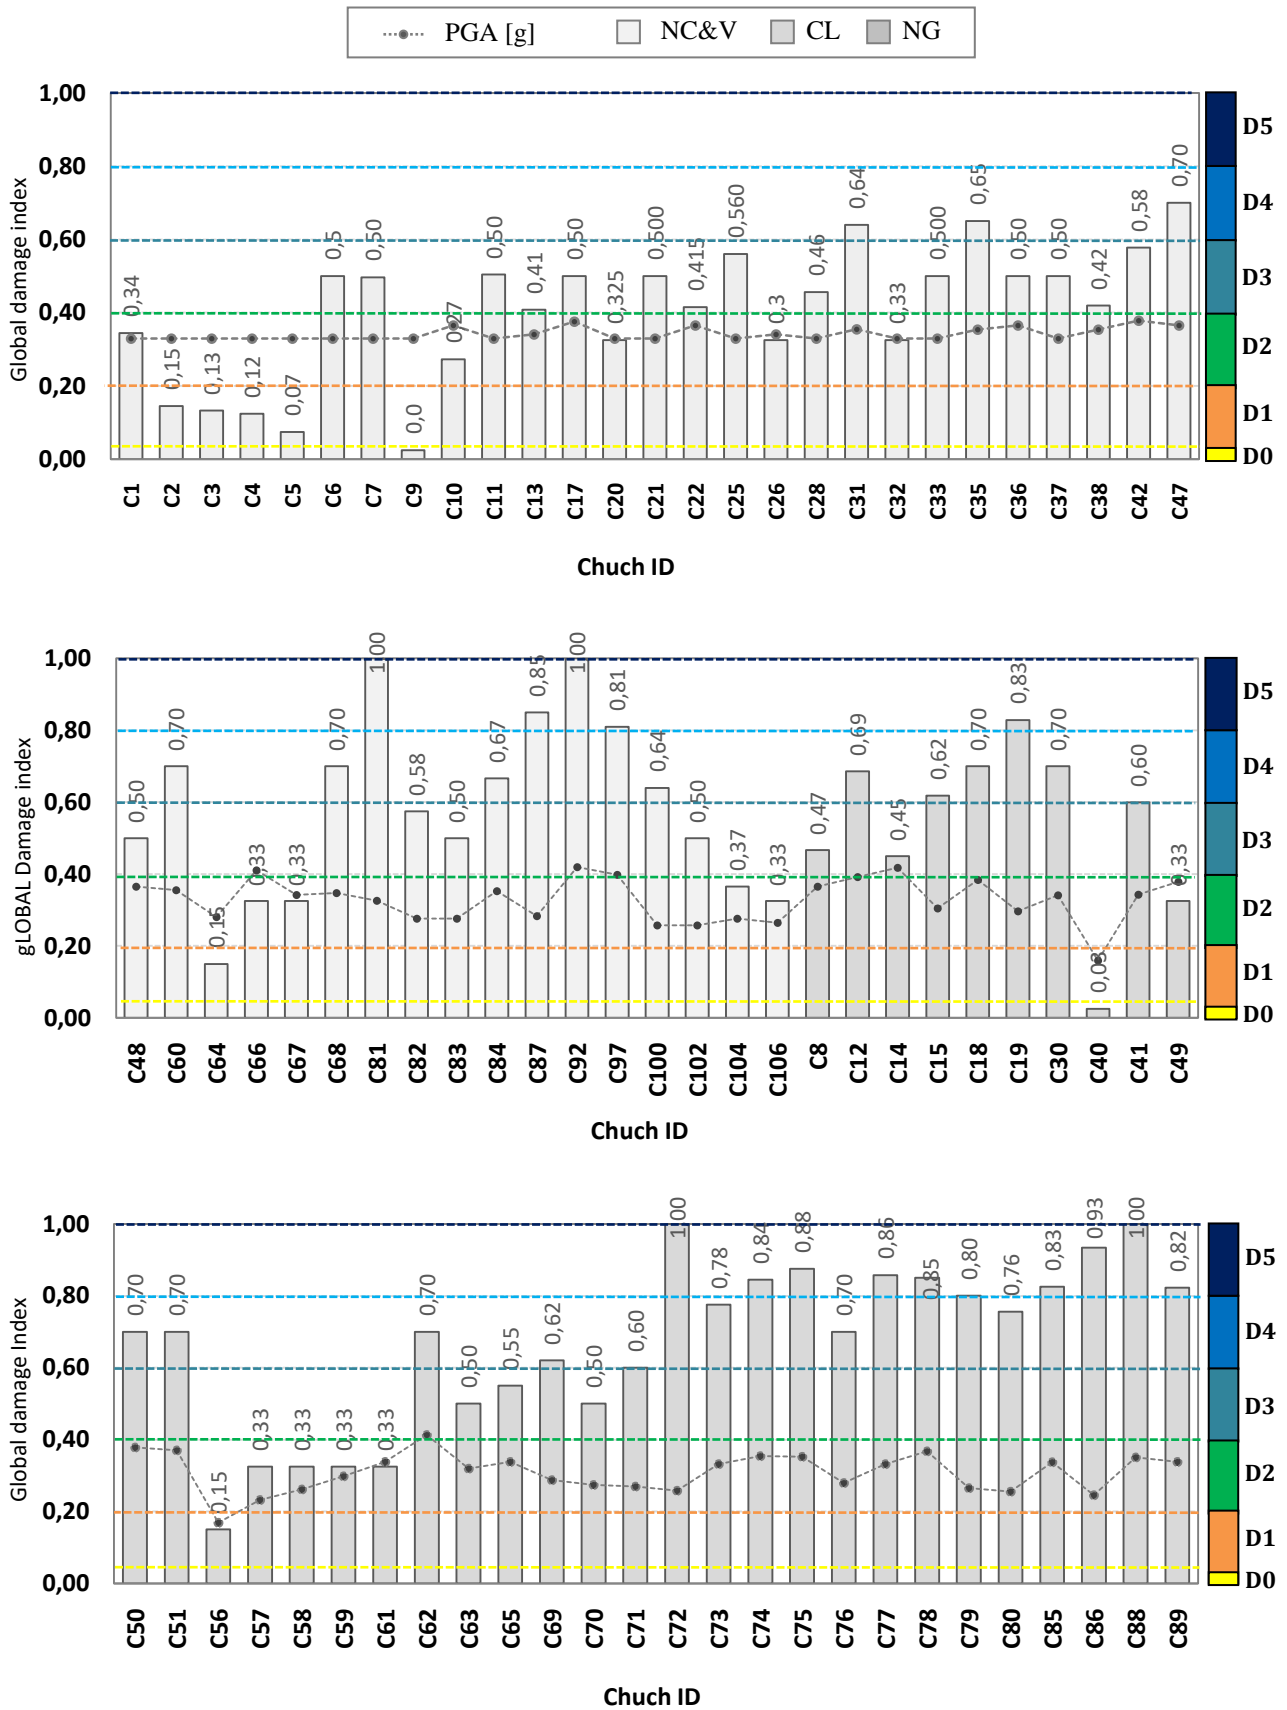 PGA [g] NC&V CL NG
1,00
0,80
0,60
0,40
0,20
0,00
Global damage index
0,34 0,15 0,13 0,12 0,07 0,5 0,50 0,0 0,27 0,50 0,41 0,50 0,325 0,500 0,415 0,560 0,3 0,46 0,64 0,33 0,500 0,65 0,50 0,50 0,42 0,58 0,70
D5
D4
D3
D2
D1
D0
C1 C2 C3 C4 C5 C6 C7 C9 C10 C11 C13 C17 C20 C21 C22 C25 C26 C28 C31 C32 C33 C35 C36 C37 C38 C42 C47
Chuch ID
1,00
0,80
0,60
0,40
0,20
0,00
gLOBAL Damage index
0,50 0,70 0,15 0,33 0,33 0,70 1,00 0,58 0,50 0,67 0,85 1,00 0,81 0,64 0,50 0,37 0,33 0,47 0,69 0,45 0,62 0,70 0,83 0,70 0,03 0,60 0,33
D5
D4
D3
D2
D1
D0
C48 C60 C64 C66 C67 C68 C81 C82 C83 C84 C87 C92 C97 C100 C102 C104 C106 C8 C12 C14 C15 C18 C19 C30 C40 C41 C49
Chuch ID
1,00
0,80
0,60
0,40
0,20
0,00
Global damage Index
0,70 0,70 0,15 0,33 0,33 0,33 0,33 0,70 0,50 0,55 0,62 0,50 0,60 1,00 0,78 0,84 0,88 0,70 0,86 0,85 0,80 0,76 0,83 0,93 1,00 0,82
D5
D4
D3
D2
D1
D0
C50 C51 C56 C57 C58 C59 C61 C62 C63 C65 C69 C70 C71 C72 C73 C74 C75 C76 C77 C78 C79 C80 C85 C86 C88 C89
Chuch ID